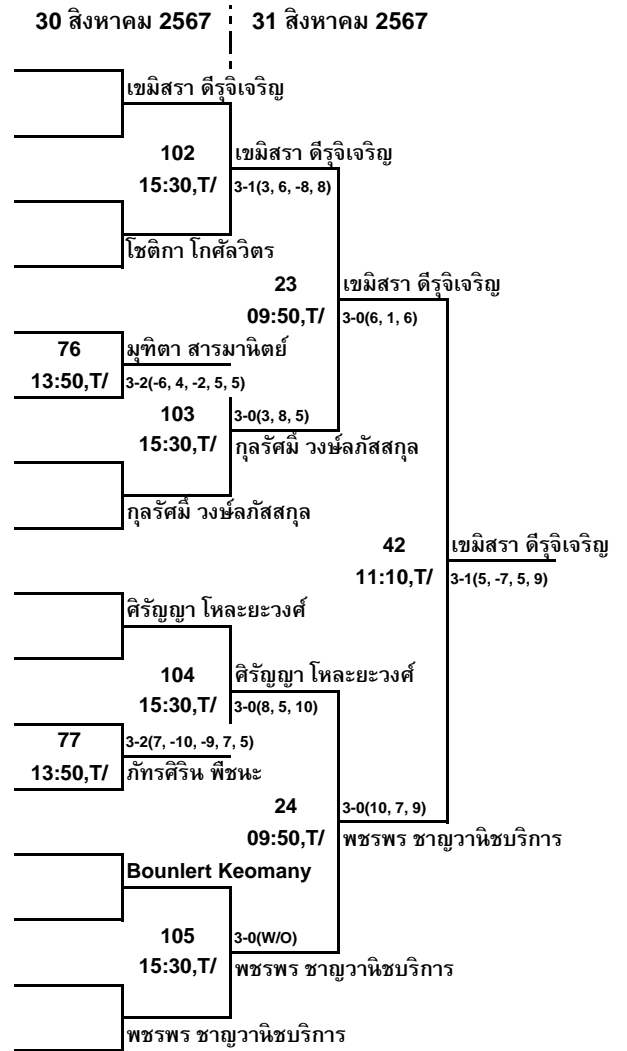 30 สิงหาคม 2567 31 สิงหาคม 2567
เขมิสรา ดีรุจิเจริญ
102 เขมิสรา ดีรุจิเจริญ
15:30,T/ 3-1(3, 6, -8, 8)
โชติกา โกศัลวิตร
23 เขมิสรา ดีรุจิเจริญ
09:50,T/ 3-0(6, 1, 6)
76 มุฑิตา สารมานิตย์
13:50,T/ 3-2(-6, 4, -2, 5, 5)
103 3-0(3, 8, 5)
15:30,T/ กุลรัศมิ์ วงษ์ลภัสสกุล
กุลรัศมิ์ วงษ์ลภัสสกุล
42 เขมิสรา ดีรุจิเจริญ
11:10,T/ 3-1(5, -7, 5, 9)
ศิรัญญา โหละยะวงศ์
104 ศิรัญญา โหละยะวงศ์
15:30,T/ 3-0(8, 5, 10)
77 3-2(7, -10, -9, 7, 5)
13:50,T/ ภัทรศิริน พืชนะ
24 3-0(10, 7, 9)
09:50,T/ พชรพร ชาญวานิชบริการ
Bounlert Keomany
105 3-0(W/O)
15:30,T/ พชรพร ชาญวานิชบริการ
พชรพร ชาญวานิชบริการ